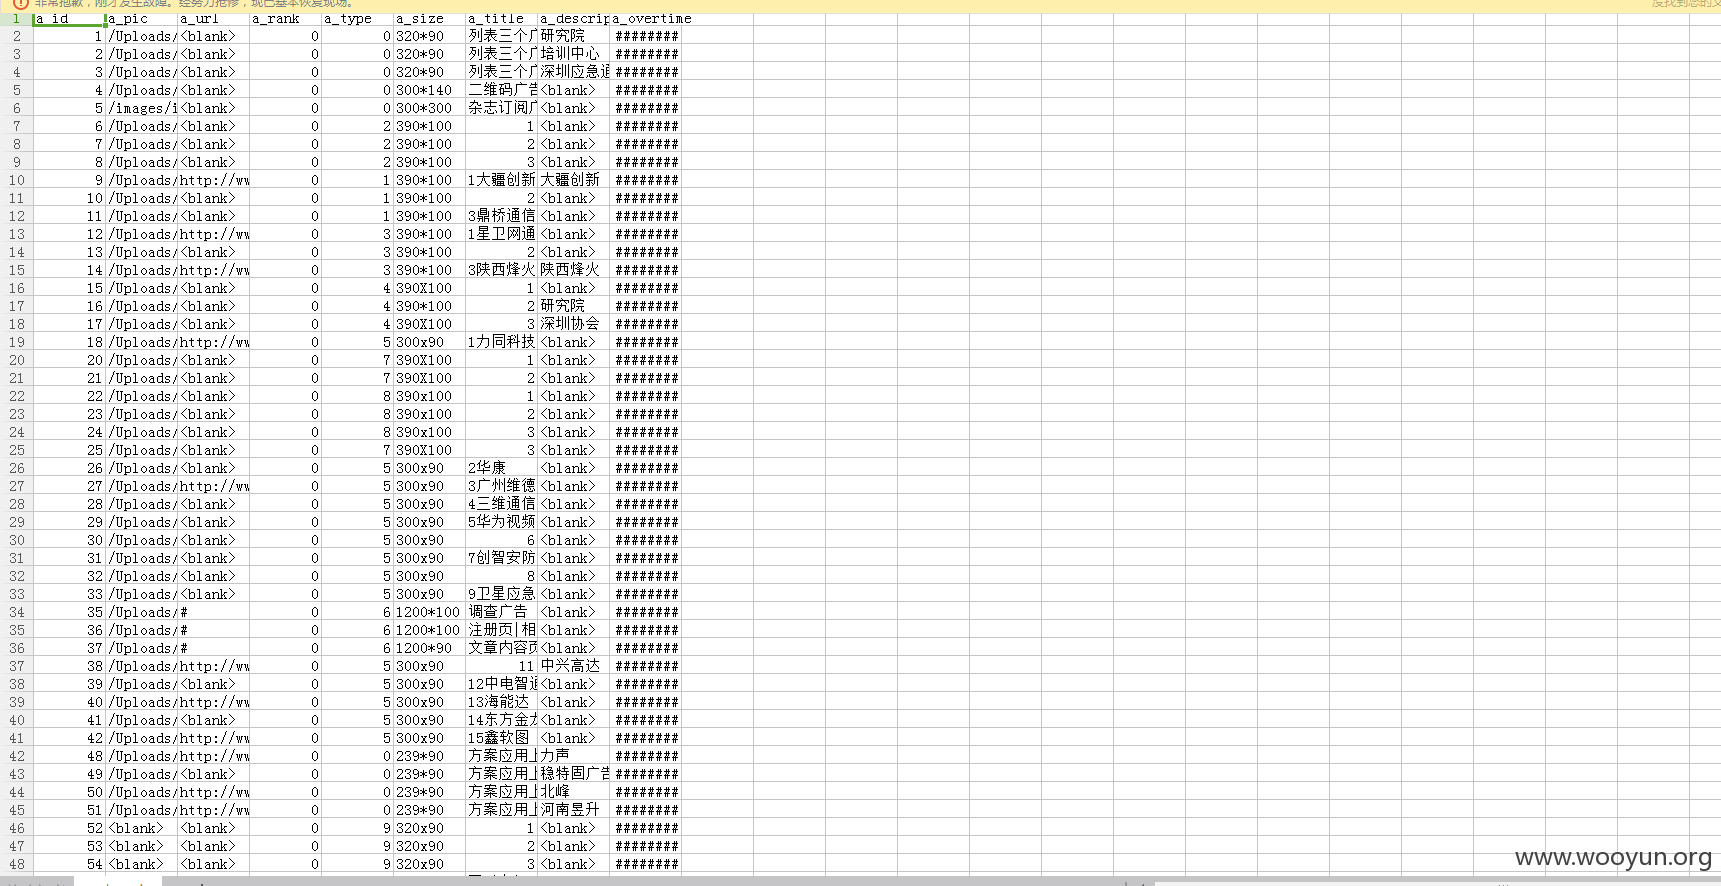 非常抱歉，刚才发生故障。经努力抢修，现已基本恢复现场。
1 a_id a_pic a_url a_rank a_type a_size a_title a_descrip a_overtime
2 1 /Uploads/ <blank> 0 0 320*90 列表三个广 研究院 ########
3 2 /Uploads/ <blank> 0 0 320*90 列表三个广 培训中心 ########
4 3 /Uploads/ <blank> 0 0 320*90 列表三个广 深圳应急通 ########
5 4 /Uploads/ <blank> 0 0 300*140 二维码广告 <blank> ########
6 5 /images/i <blank> 0 0 300*300 杂志订阅广 <blank> ########
7 6 /Uploads/ <blank> 0 2 390*100 1 <blank> ########
8 7 /Uploads/ <blank> 0 2 390*100 2 <blank> ########
9 8 /Uploads/ <blank> 0 2 390*100 3 <blank> ########
10 9 /Uploads/ http://ww 0 1 390*100 1大疆创新 大疆创新 ########
11 10 /Uploads/ <blank> 0 1 390*100 2 <blank> ########
12 11 /Uploads/ <blank> 0 1 390*100 3鼎桥通信 <blank> ########
13 12 /Uploads/ http://ww 0 3 390*100 1星卫网通 <blank> ########
14 13 /Uploads/ <blank> 0 3 390*100 2 <blank> ########
15 14 /Uploads/ http://ww 0 3 390*100 3陕西烽火 陕西烽火 ########
16 15 /Uploads/ <blank> 0 4 390X100 1 <blank> ########
17 16 /Uploads/ <blank> 0 4 390*100 2 研究院 ########
18 17 /Uploads/ <blank> 0 4 390X100 3 深圳协会 ########
19 18 /Uploads/ http://ww 0 5 300x90 1力同科技 <blank> ########
20 20 /Uploads/ <blank> 0 7 390X100 1 <blank> ########
21 21 /Uploads/ <blank> 0 7 390X100 2 <blank> ########
22 22 /Uploads/ <blank> 0 8 390x100 1 <blank> ########
23 23 /Uploads/ <blank> 0 8 390x100 2 <blank> ########
24 24 /Uploads/ <blank> 0 8 390x100 3 <blank> ########
25 25 /Uploads/ <blank> 0 7 390X100 3 <blank> ########
26 26 /Uploads/ <blank> 0 5 300x90 2华康 <blank> ########
27 27 /Uploads/ http://ww 0 5 300x90 3广州维德 <blank> ########
28 28 /Uploads/ <blank> 0 5 300x90 4三维通信 <blank> ########
29 29 /Uploads/ <blank> 0 5 300x90 5华为视频 <blank> ########
30 30 /Uploads/ <blank> 0 5 300x90 6 <blank> ########
31 31 /Uploads/ <blank> 0 5 300x90 7创智安防 <blank> ########
32 32 /Uploads/ <blank> 0 5 300x90 8 <blank> ########
33 33 /Uploads/ <blank> 0 5 300x90 9卫星应急 <blank> ########
34 35 /Uploads/ # 0 6 1200*100 调查广告 <blank> ########
35 36 /Uploads/ # 0 6 1200*100 注册页|相 <blank> ########
36 37 /Uploads/ # 0 6 1200*90 文章内容页 <blank> ########
37 38 /Uploads/ http://ww 0 5 300x90 11 中兴高达 ########
38 39 /Uploads/ <blank> 0 5 300x90 12中电智通 <blank> ########
39 40 /Uploads/ http://ww 0 5 300x90 13海能达 <blank> ########
40 41 /Uploads/ <blank> 0 5 300x90 14东方金 <blank> ########
41 42 /Uploads/ http://ww 0 5 300x90 15鑫软图 <blank> ########
42 48 /Uploads/ http://ww 0 0 239*90 方案应用上 力声 ########
43 49 /Uploads/ <blank> 0 0 239*90 方案应用上 稳特固广告 ########
44 50 /Uploads/ http://ww 0 0 239*90 方案应用上 北峰 ########
45 51 /Uploads/ http://ww 0 0 239*90 方案应用上 河南昱升 ########
46 52 <blank> <blank> 0 9 320x90 1 <blank> ########
47 53 <blank> <blank> 0 9 320x90 2 <blank> ########
48 54 <blank> <blank> 0 9 320x90 3 <blank> ########
www.wooyun.org